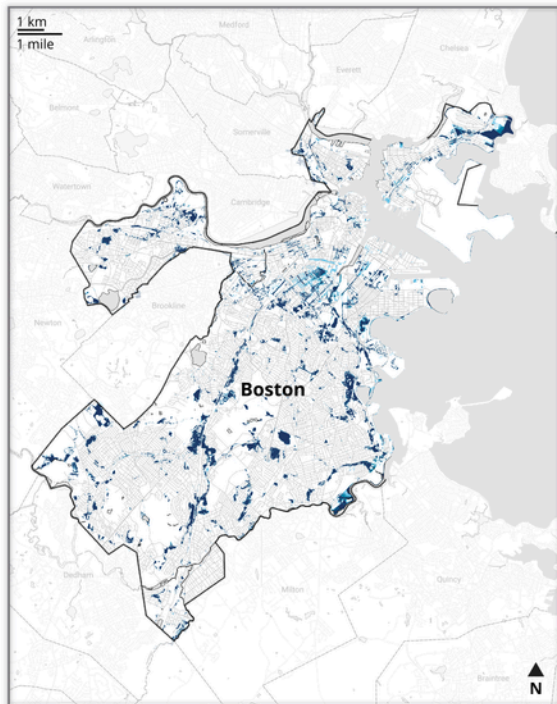 1 km
1 mile
Medford
Arlington
Chelsea
Everett
Belmont
Somerville
Watertown
Cambridge
Brookline
Newton
Boston
Dedham
Milton
Quincy
Braintree
N